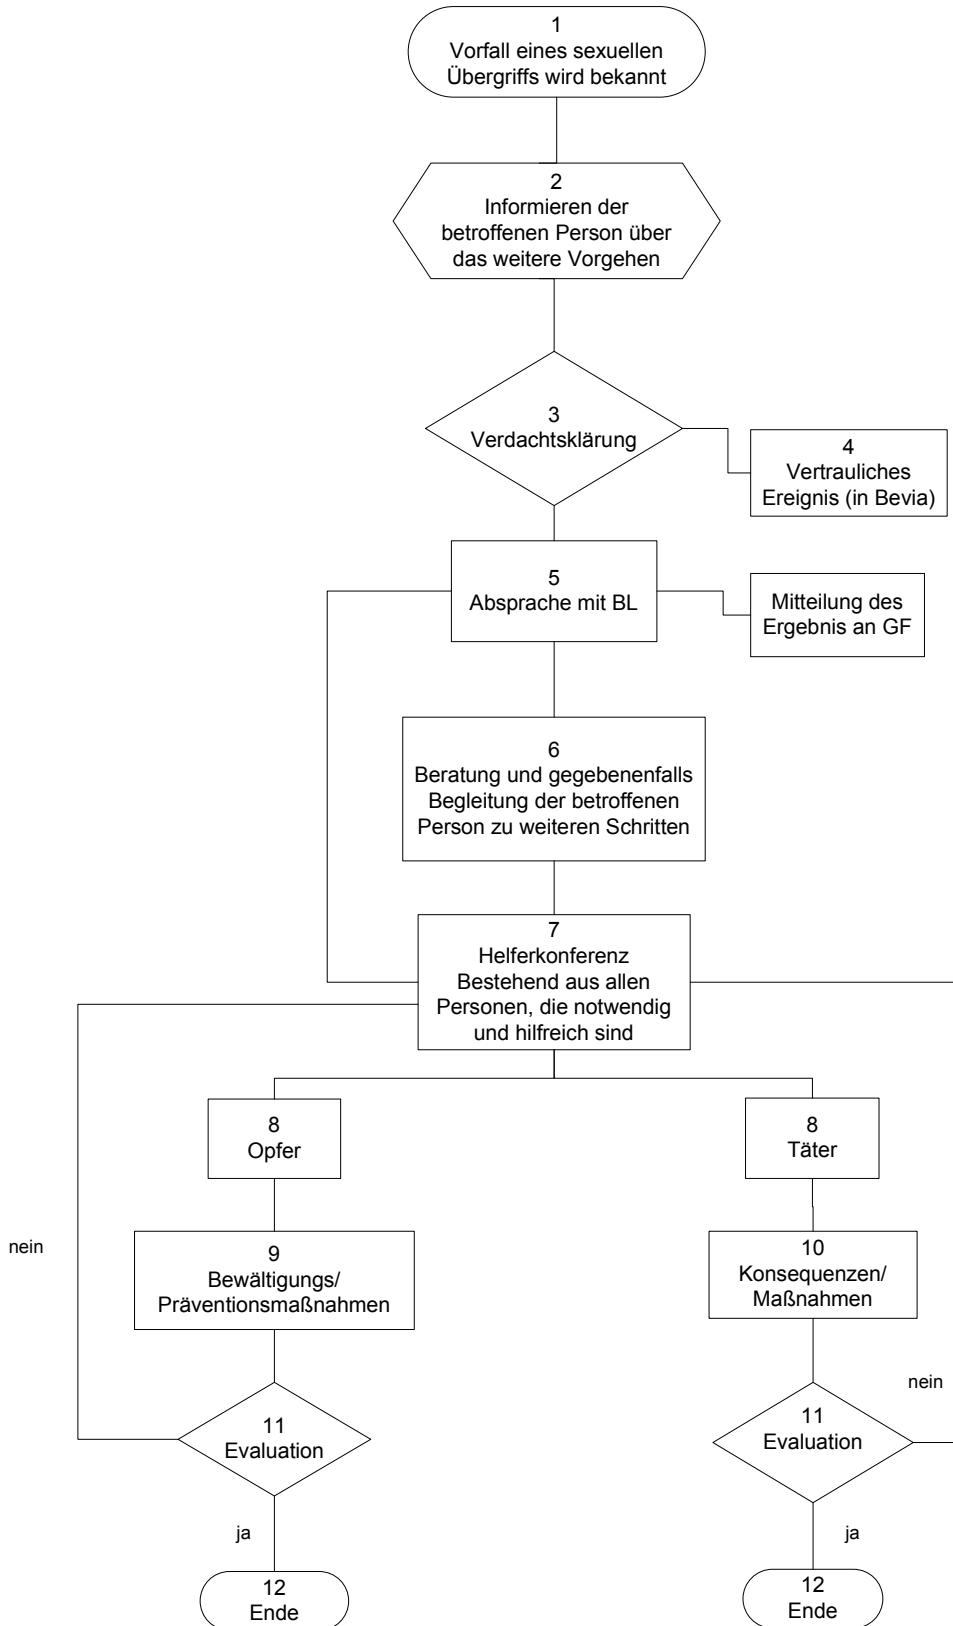 1
Vorfall eines sexuellen
Übergriffs wird bekannt
2
Informieren der
betroffenen Person über
das weitere Vorgehen
3
Verdachtsklärung
4
Vertrauliches
Ereignis (in Bevia)
5
Absprache mit BL
Mitteilung des
Ergebnis an GF
6
Beratung und gegebenenfalls
Begleitung der betroffenen
Person zu weiteren Schritten
7
Helferkonferenz
Bestehend aus allen
Personen, die notwendig
und hilfreich sind
8
Opfer
8
Täter
nein
9
Bewältigungs/
Präventionsmaßnahmen
10
Konsequenzen/
Maßnahmen
nein
11
Evaluation
11
Evaluation
ja
ja
12
Ende
12
Ende